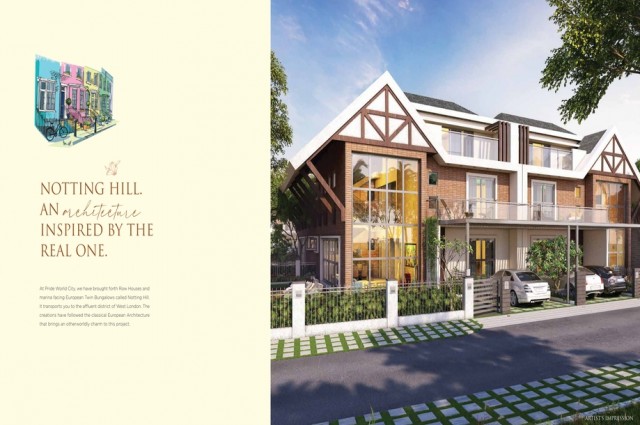 NOTTING HILL.
AN architecture
INSPIRED BY THE
REAL ONE.
At Pride World City, we have brought forth Row Houses and
marina facing European Twin Bungalows called Notting Hill.
It transports you to the affluent district of West London. The
creators have followed the classical European Architecture
that brings an otherworldly charm to this project.
ARTIST'S IMPRESSION